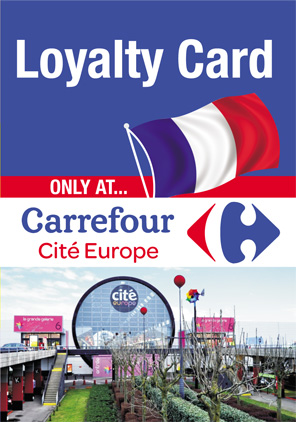 Loyalty Card
ONLY AT...
Carrefour
Cité Europe
la grande galerie
cité
europe